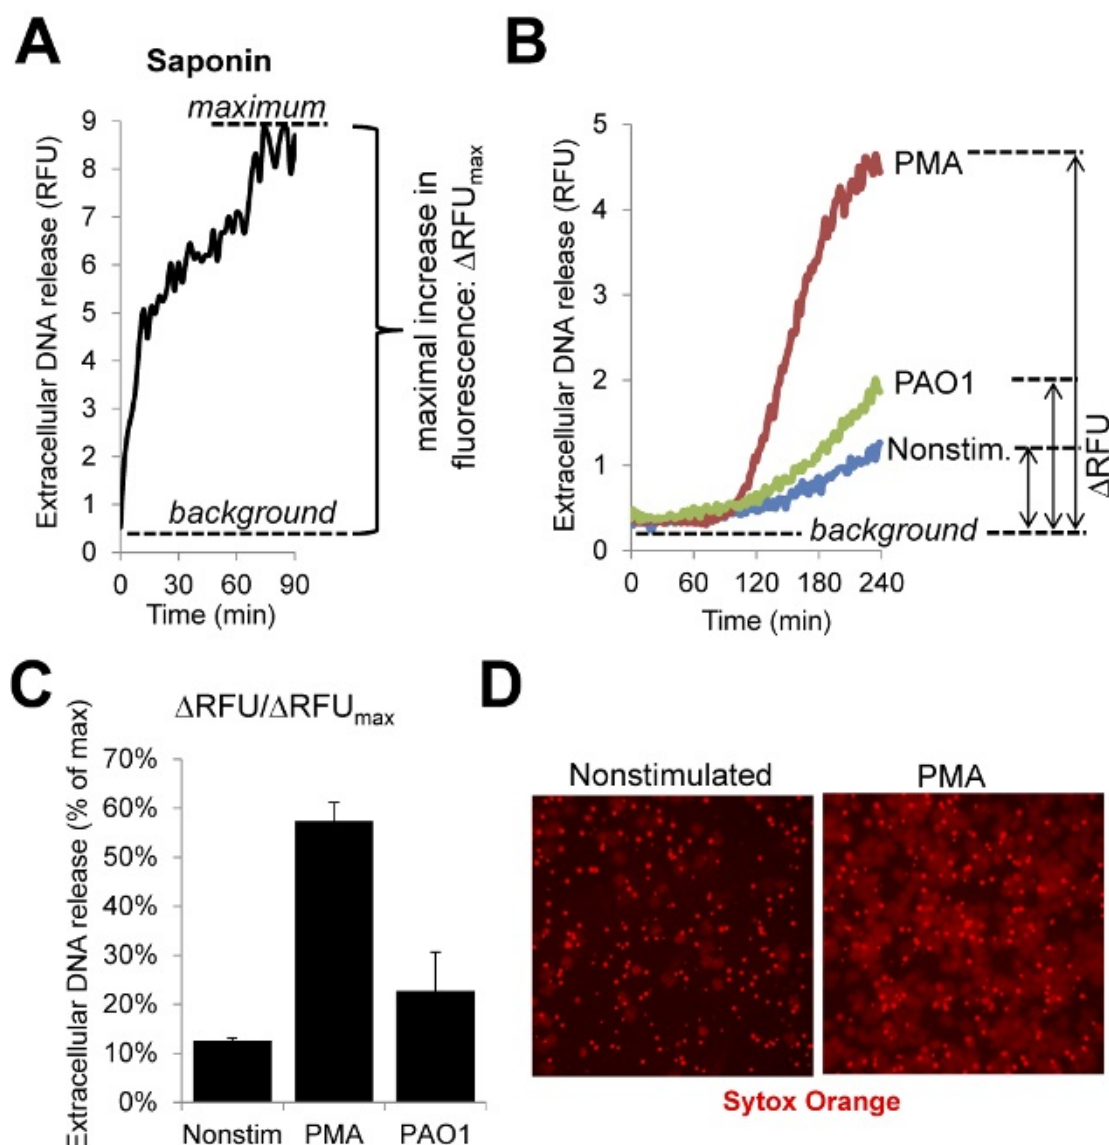 A
Saponin
maximum
9
8
7
6
5
4
3
2
1
0
Extracellular DNA release (RFU)
background
0 30 60 90
Time (min)
maximal increase in
fluorescence: ΔRFUmax
B
5
4
3
2
1
0
Extracellular DNA release (RFU)
PMA
PAO1
Nonstim.
background
ΔRFU
0 60 120 180 240
Time (min)
C
ΔRFU/ΔRFUmax
70%
60%
50%
40%
30%
20%
10%
0%
Extracellular DNA release (% of max)
Nonstim PMA PAO1
D
Nonstimulated PMA
Sytox Orange